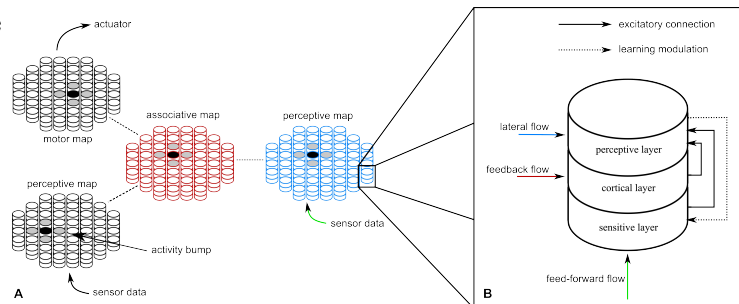 actuator
motor map
associative map
perceptive map
perceptive map
sensor data
activity bump
sensor data
A
excitatory connection
learning modulation
lateral flow
feedback flow
perceptive layer
cortical layer
sensitive layer
feed-forward flow
B